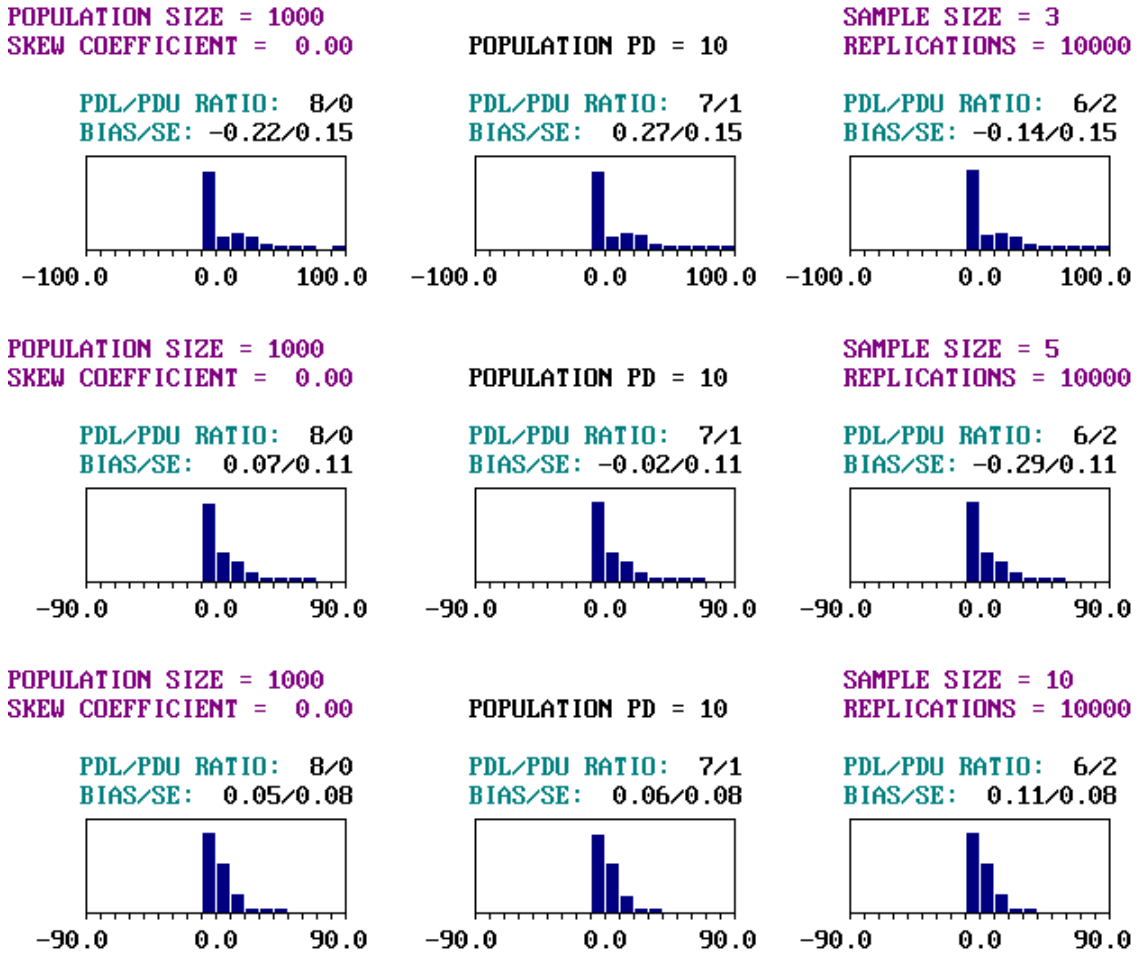 POPULATION SIZE = 1000 SAMPLE SIZE = 3
SKEW COEFFICIENT = 0.00 POPULATION PD = 10 REPLICATIONS = 10000
PDL/PDU RATIO: 8/0 PDL/PDU RATIO: 7/1 PDL/PDU RATIO: 6/2
BIAS/SE: -0.22/0.15 BIAS/SE: 0.27/0.15 BIAS/SE: -0.14/0.15
-100.0 0.0 100.0 -100.0 0.0 100.0 -100.0 0.0 100.0
POPULATION SIZE = 1000 SAMPLE SIZE = 5
SKEW COEFFICIENT = 0.00 POPULATION PD = 10 REPLICATIONS = 10000
PDL/PDU RATIO: 8/0 PDL/PDU RATIO: 7/1 PDL/PDU RATIO: 6/2
BIAS/SE: 0.07/0.11 BIAS/SE: -0.02/0.11 BIAS/SE: -0.29/0.11
-90.0 0.0 90.0 -90.0 0.0 90.0 -90.0 0.0 90.0
POPULATION SIZE = 1000 SAMPLE SIZE = 10
SKEW COEFFICIENT = 0.00 POPULATION PD = 10 REPLICATIONS = 10000
PDL/PDU RATIO: 8/0 PDL/PDU RATIO: 7/1 PDL/PDU RATIO: 6/2
BIAS/SE: 0.05/0.08 BIAS/SE: 0.06/0.08 BIAS/SE: 0.11/0.08
-90.0 0.0 90.0 -90.0 0.0 90.0 -90.0 0.0 90.0